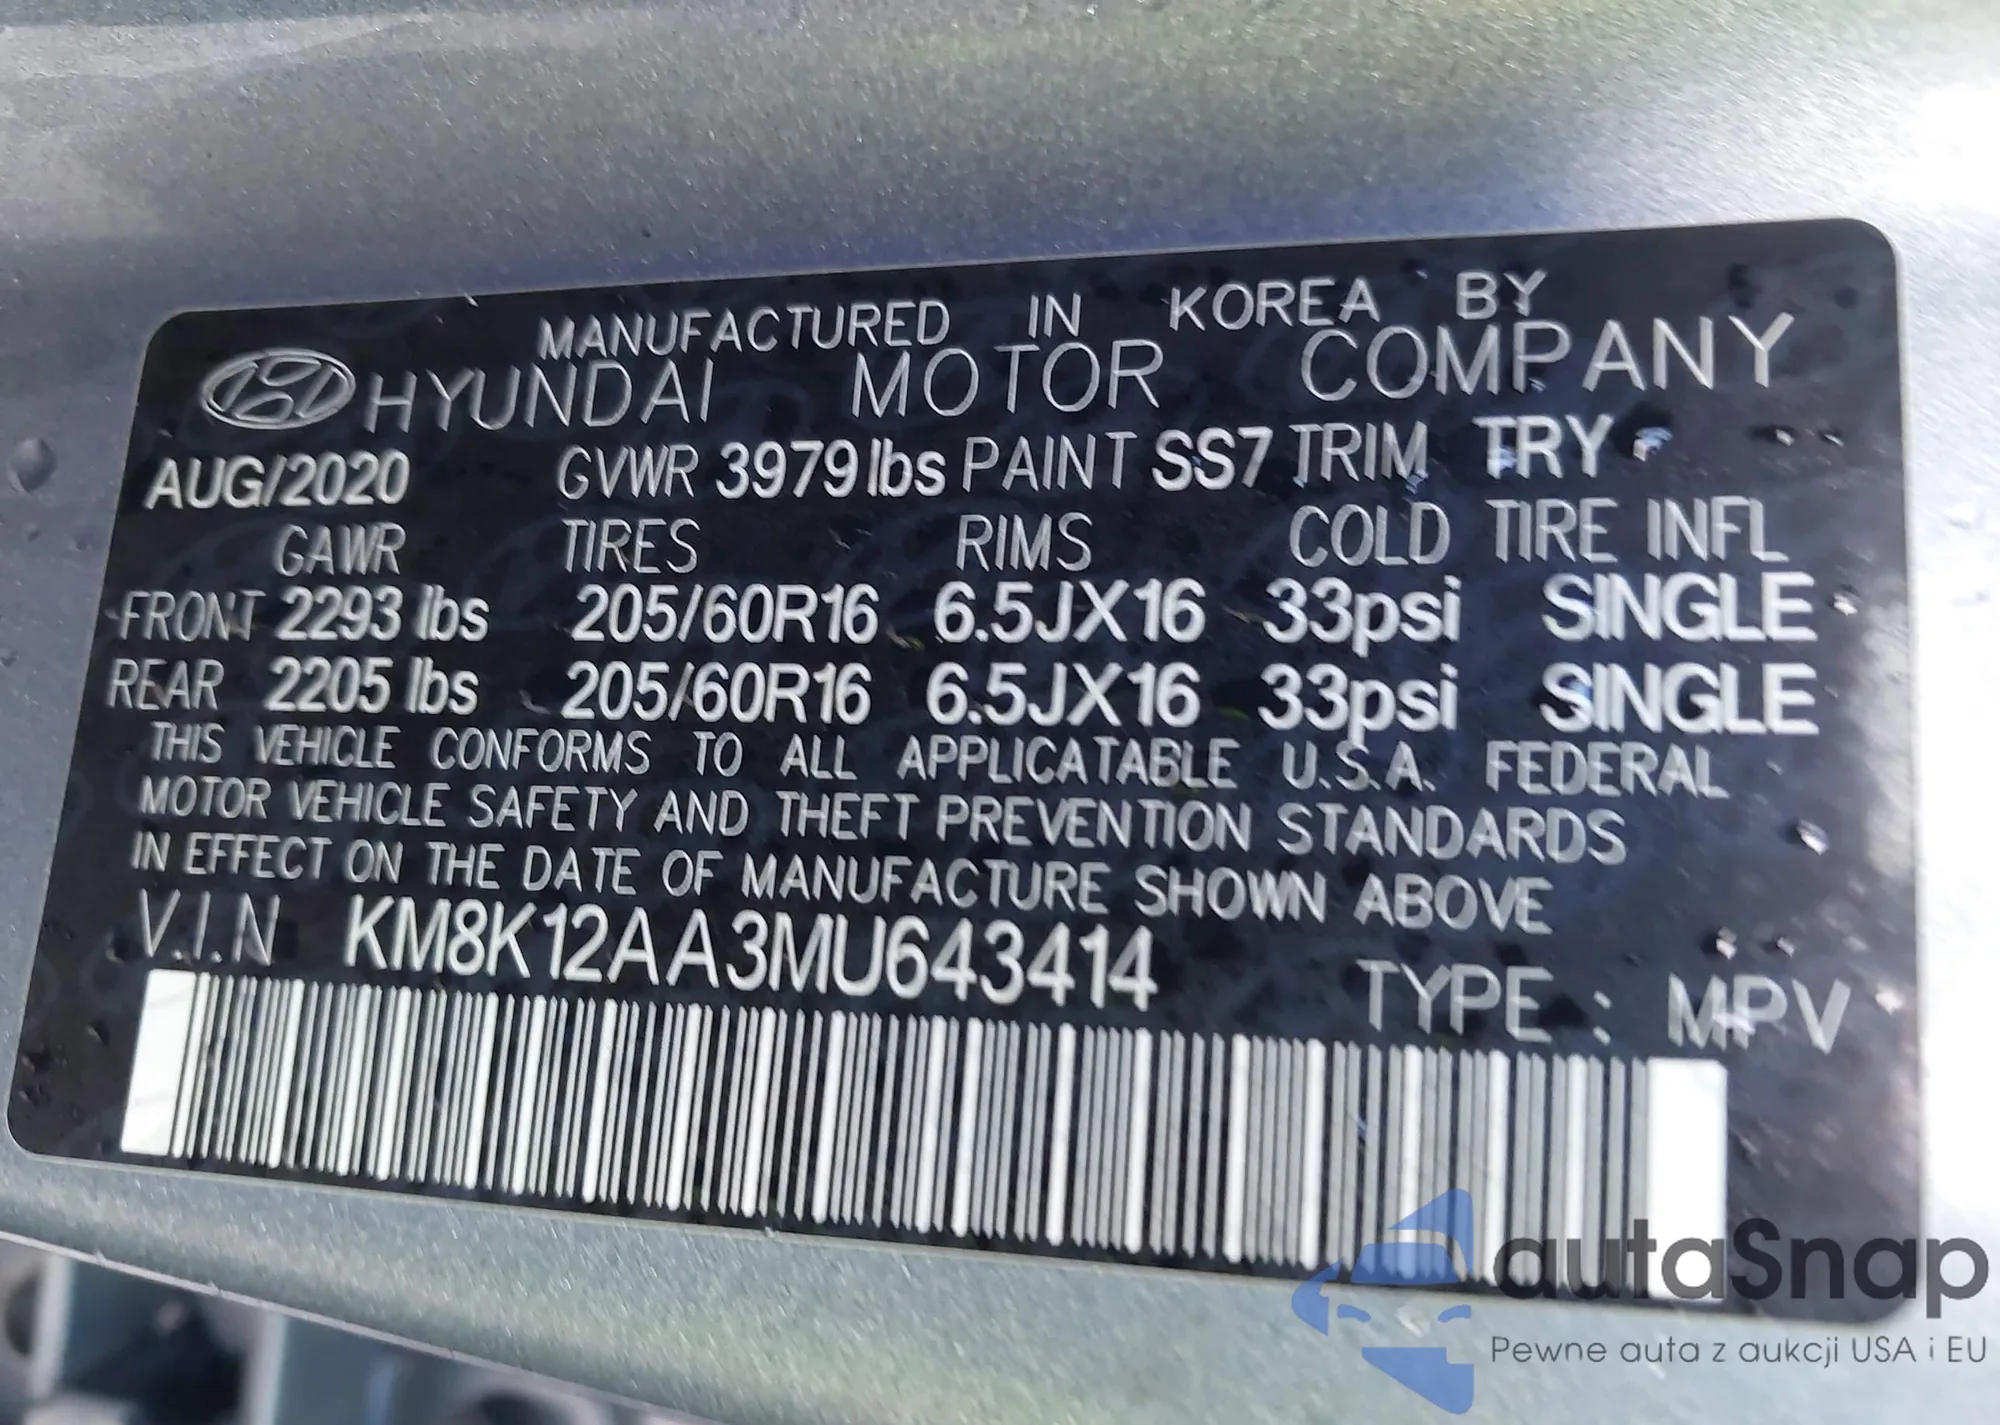 MANUFACTURED IN KOREA BY
HYUNDAI MOTOR COMPANY
AUG/2020 GVWR 3979 lbs PAINT SS7 TRIM TRY
GAWR TIRES RIMS COLD TIRE INFL
FRONT 2293 lbs 205/60R16 6.5JX16 33psi SINGLE
REAR 2205 lbs 205/60R16 6.5JX16 33psi SINGLE
THIS VEHICLE CONFORMS TO ALL APPLICATABLE U.S.A. FEDERAL
MOTOR VEHICLE SAFETY AND THEFT PREVENTION STANDARDS
IN EFFECT ON THE DATE OF MANUFACTURE SHOWN ABOVE
V.I.N KM8K12AA3MU643414
TYPE : MPV
autaSnap
Pewne auta z aukcji USA i EU